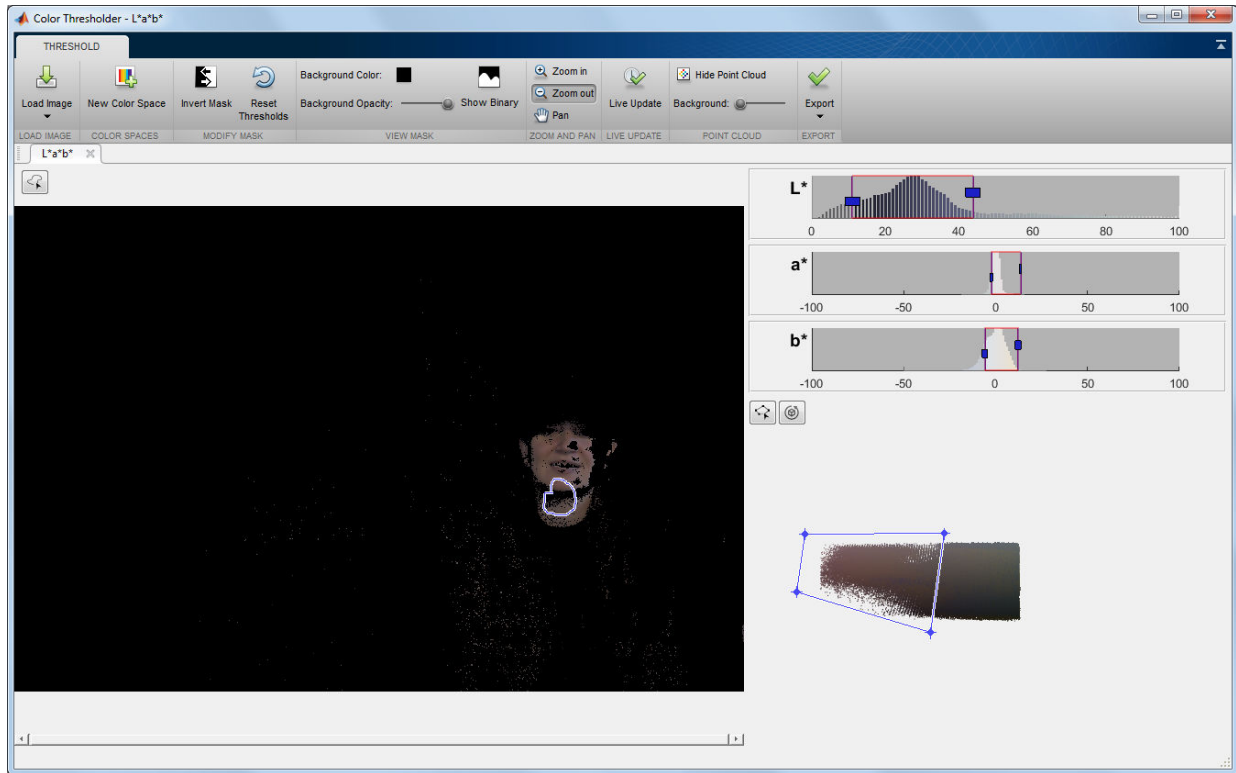 Color Thresholder - L*a*b*
THRESHOLD
Load Image
New Color Space
Invert Mask
Reset
Thresholds
Background Color:
Background Opacity:
Show Binary
Zoom in
Zoom out
Pan
Live Update
Hide Point Cloud
Background:
Export
LOAD IMAGE COLOR SPACES MODIFY MASK VIEW MASK ZOOM AND PAN LIVE UPDATE POINT CLOUD EXPORT
L*a*b*
L*
0 20 40 60 80 100
a*
-100 -50 0 50 100
b*
-100 -50 0 50 100